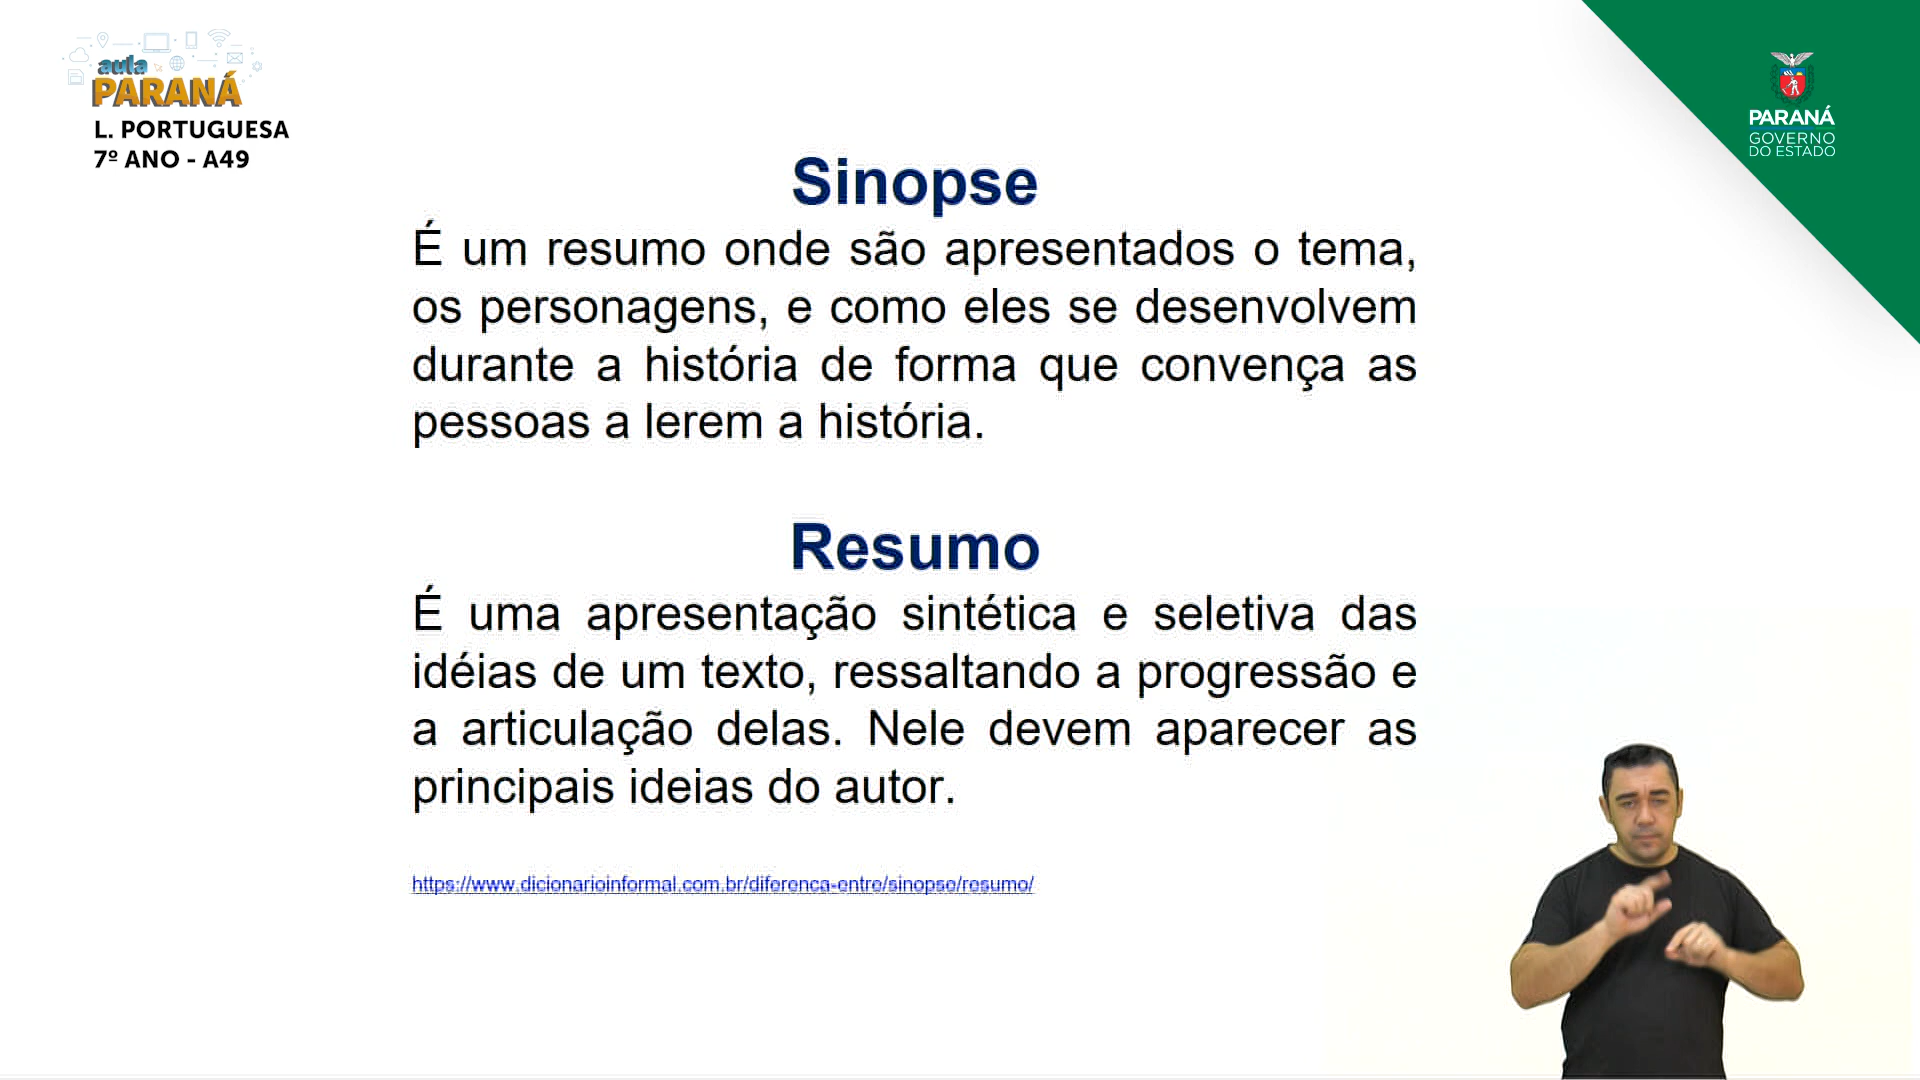 aula
PARANÁ
L. PORTUGUESA
7º ANO - A49
PARANÁ
GOVERNO
DO ESTADO
Sinopse
É um resumo onde são apresentados o tema,
os personagens, e como eles se desenvolvem
durante a história de forma que convença as
pessoas a lerem a história.
Resumo
É uma apresentação sintética e seletiva das
idéias de um texto, ressaltando a progressão e
a articulação delas. Nele devem aparecer as
principais ideias do autor.
https://www.dicionarioinformal.com.br/diferenca-entre/sinopse/resumo/